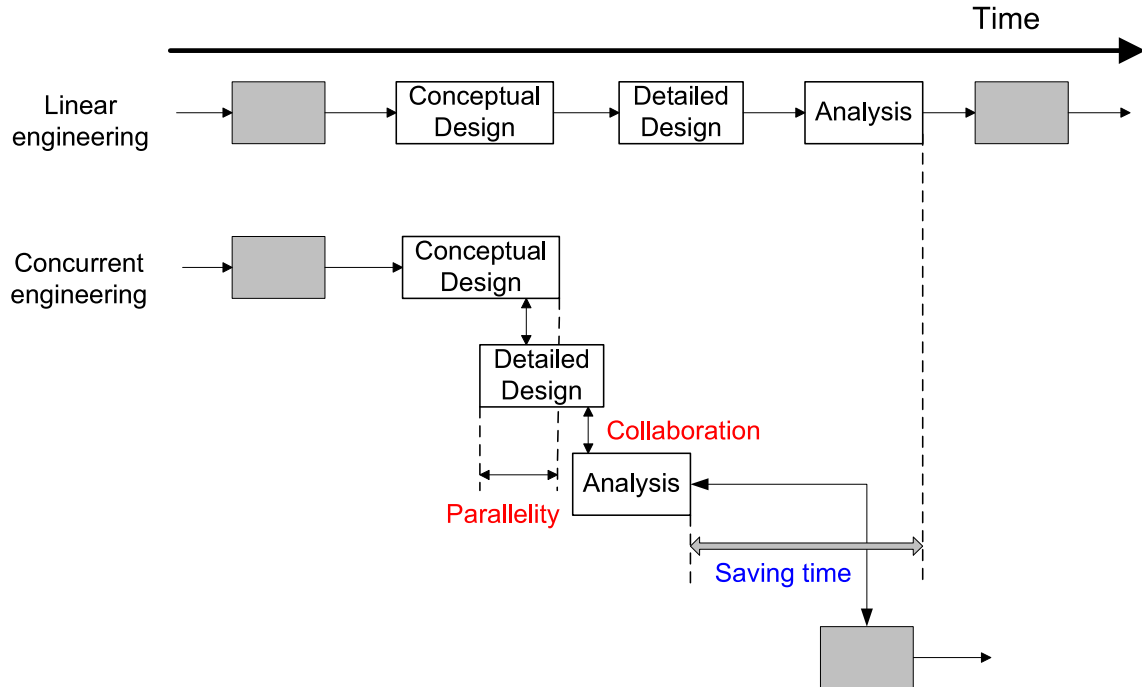 Time
Linear
engineering
Conceptual
Design
Detailed
Design
Analysis
Concurrent
engineering
Conceptual
Design
Detailed
Design
Collaboration
Analysis
Parallelity
Saving time